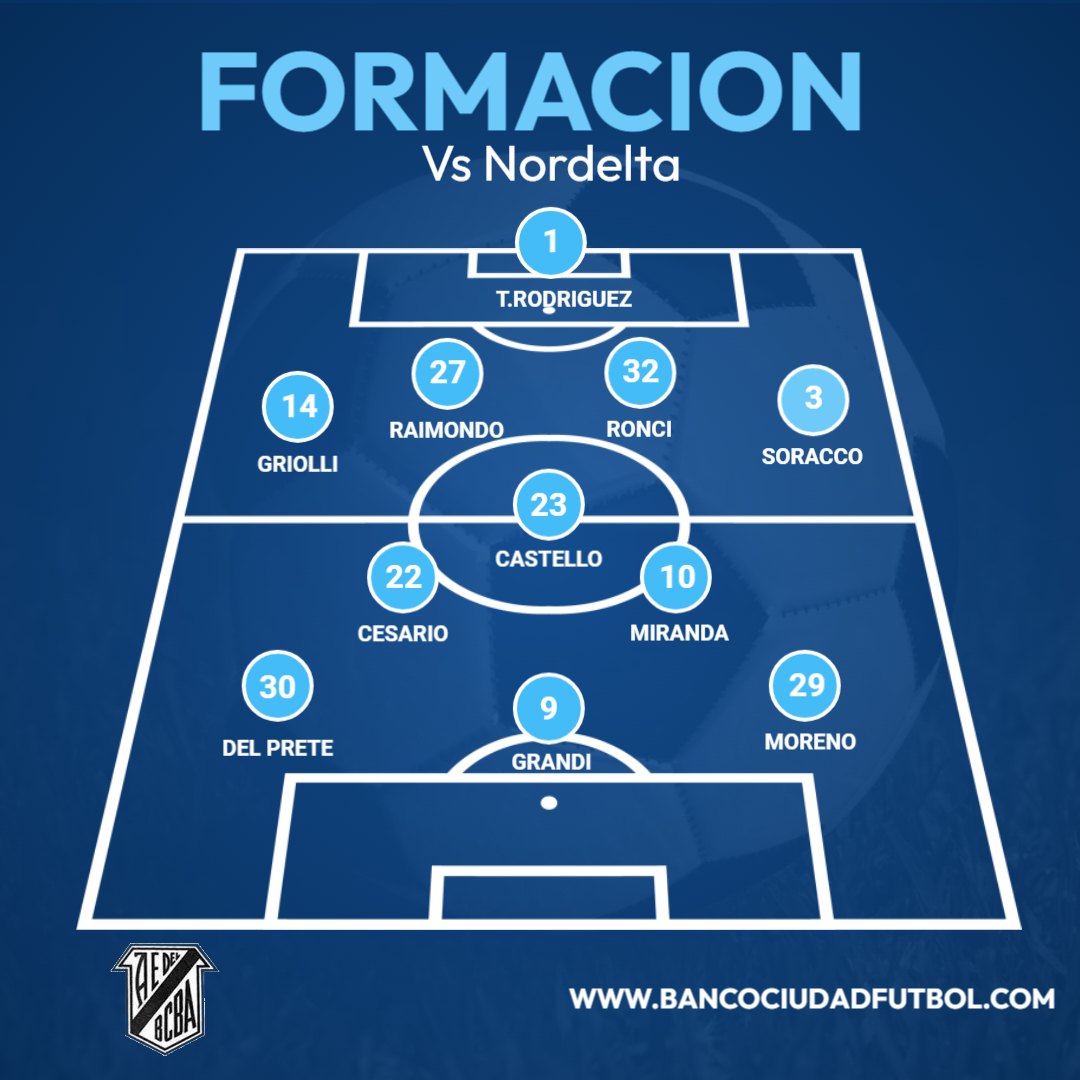 FORMACION
Vs Nordelta
1
T.RODRIGUEZ
27
RAIMONDO
32
RONCI
14
GRIOLLI
3
SORACCO
23
CASTELLO
22
CESARIO
10
MIRANDA
30
DEL PRETE
9
GRANDI
29
MORENO
A E DEL
BCBA
WWW.BANCOCIUDADFUTBOL.COM